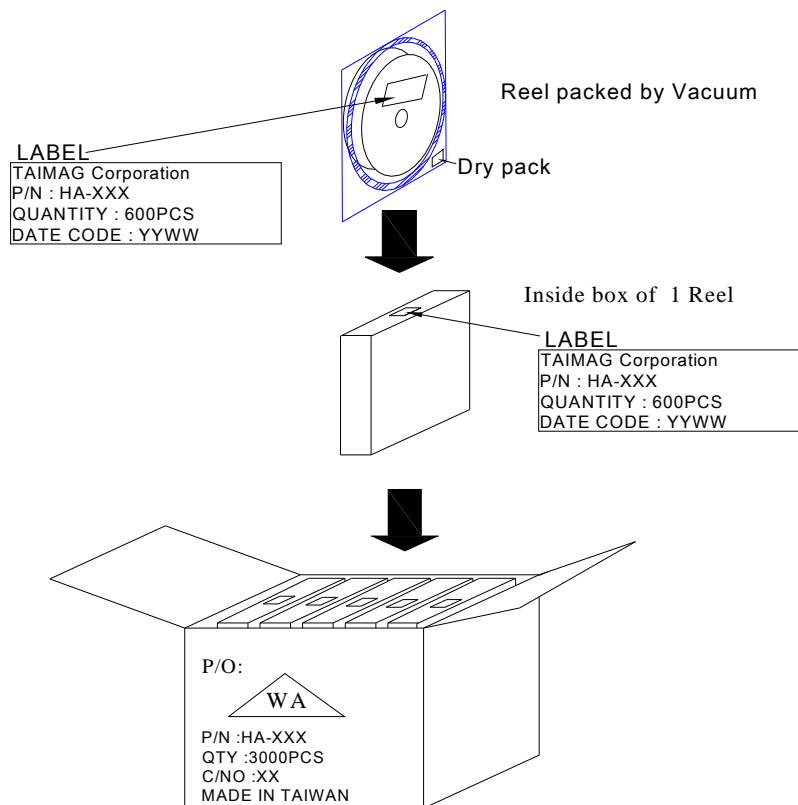 Reel packed by Vacuum
Dry pack
LABEL
TAIMAG Corporation
P/N : HA-XXX
QUANTITY : 600PCS
DATE CODE : YYWW
Inside box of 1 Reel
LABEL
TAIMAG Corporation
P/N : HA-XXX
QUANTITY : 600PCS
DATE CODE : YYWW
P/O:
WA
P/N :HA-XXX
QTY :3000PCS
C/NO :XX
MADE IN TAIWAN